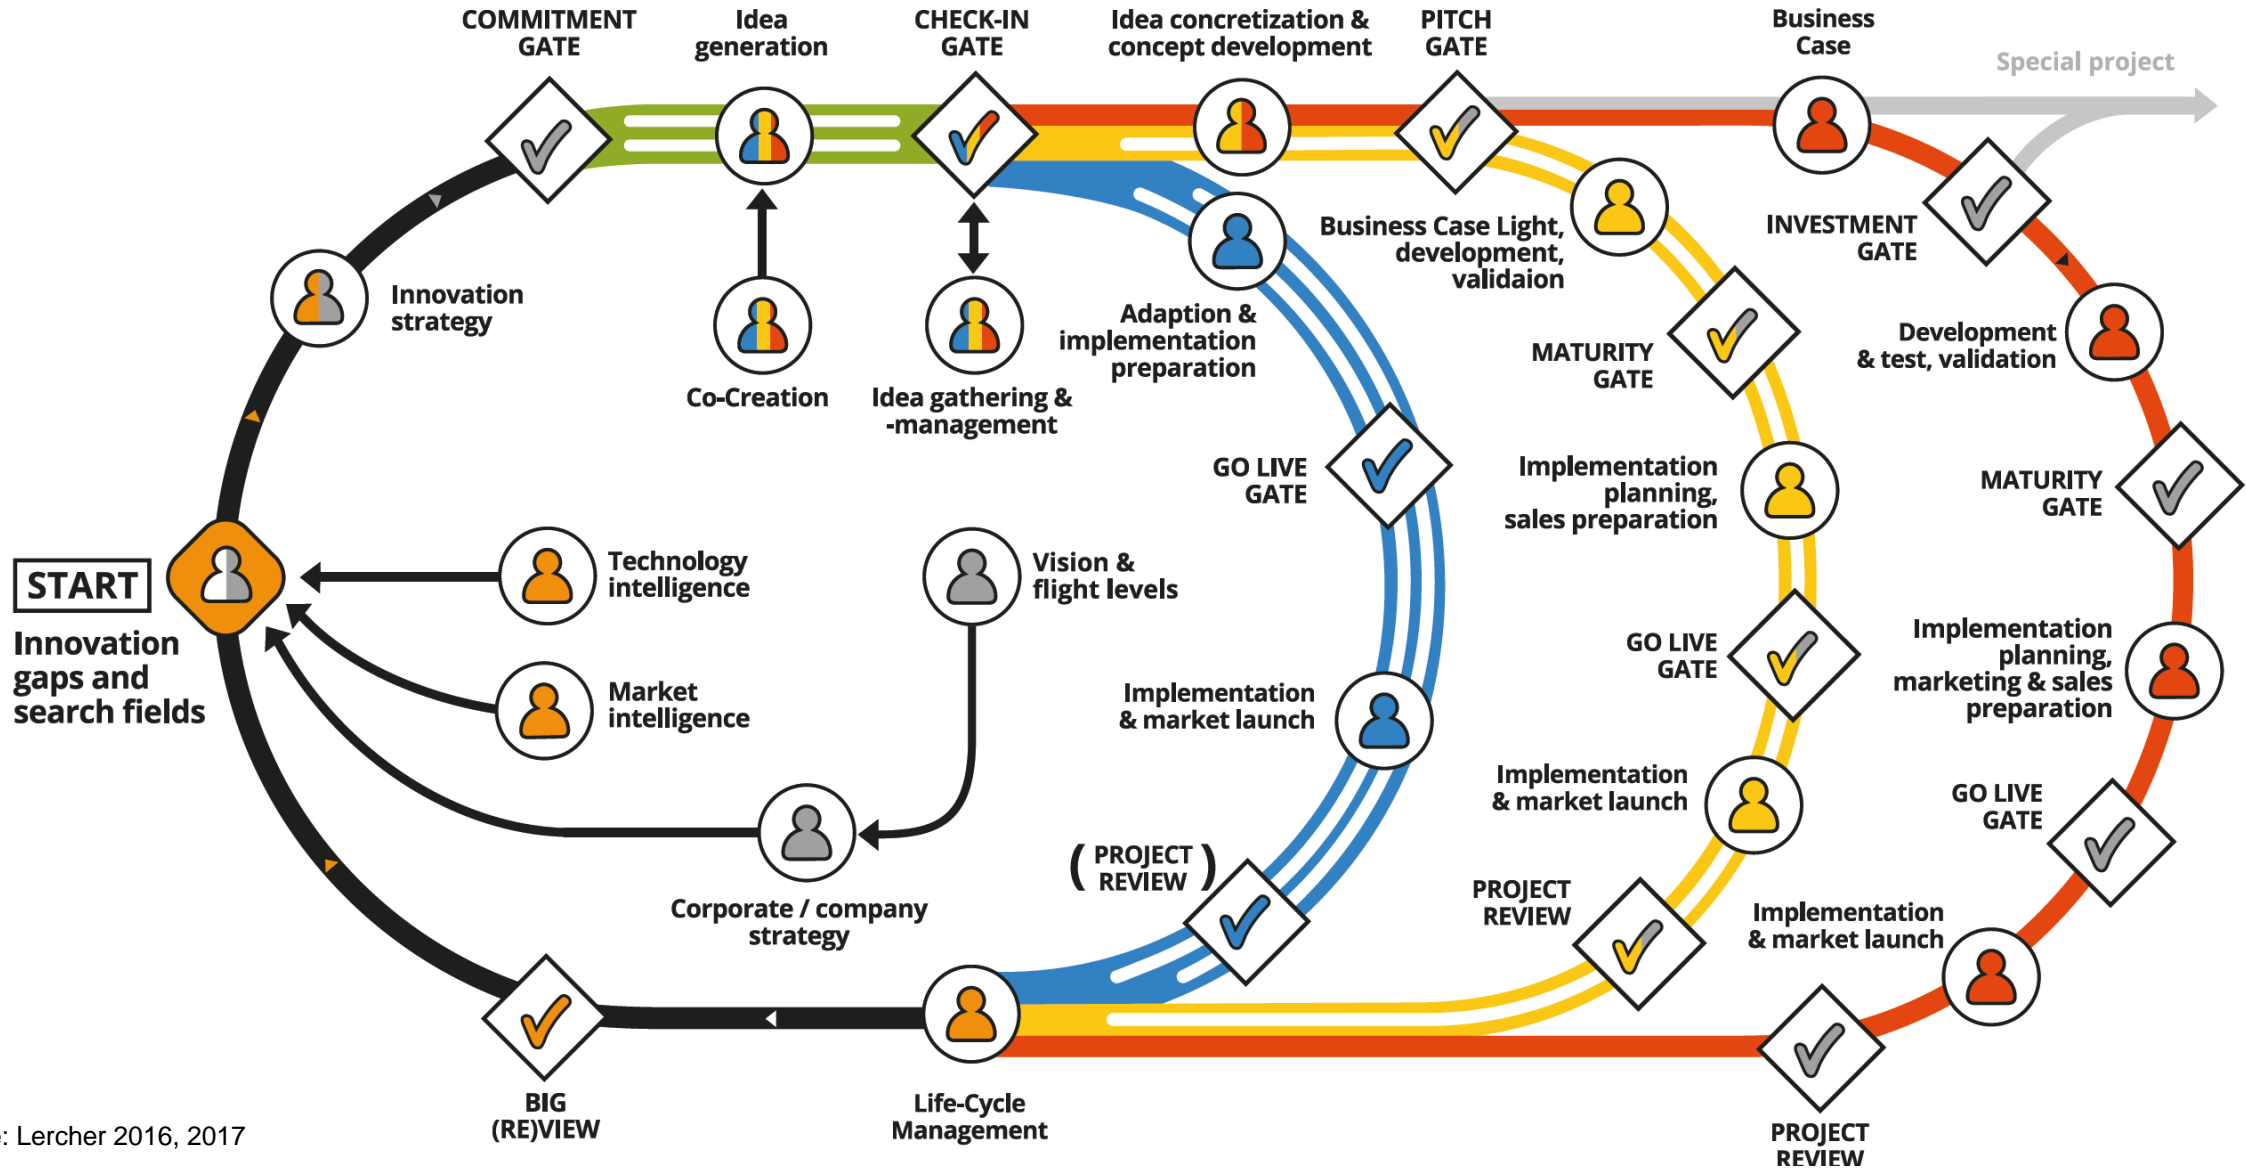 COMMITMENT
GATE
Idea
generation
CHECK-IN
GATE
Idea concretization &
concept development
PITCH
GATE
Business
Case
Special project
Innovation
strategy
Co-Creation
Idea gathering &
-management
Adaption &
implementation
preparation
Business Case Light,
development,
validaion
INVESTMENT
GATE
MATURITY
GATE
Development
& test, validation
GO LIVE
GATE
Implementation
planning,
sales preparation
MATURITY
GATE
START
Innovation
gaps and
search fields
Technology
intelligence
Vision &
flight levels
Market
intelligence
Implementation
& market launch
GO LIVE
GATE
Implementation
planning,
marketing & sales
preparation
Implementation
& market launch
GO LIVE
GATE
( PROJECT
REVIEW )
Corporate / company
strategy
PROJECT
REVIEW
Implementation
& market launch
BIG
(RE)VIEW
Life-Cycle
Management
PROJECT
REVIEW
: Lercher 2016, 2017